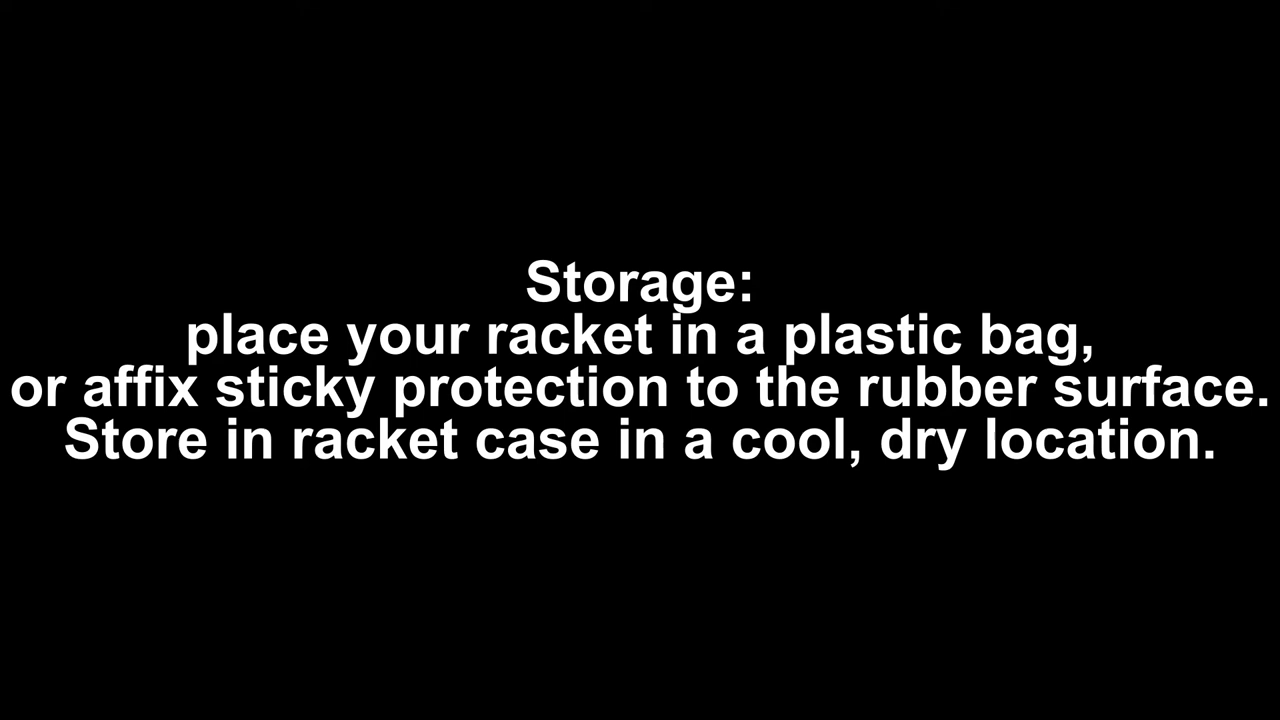 Storage:
place your racket in a plastic bag,
or affix sticky protection to the rubber surface.
Store in racket case in a cool, dry location.